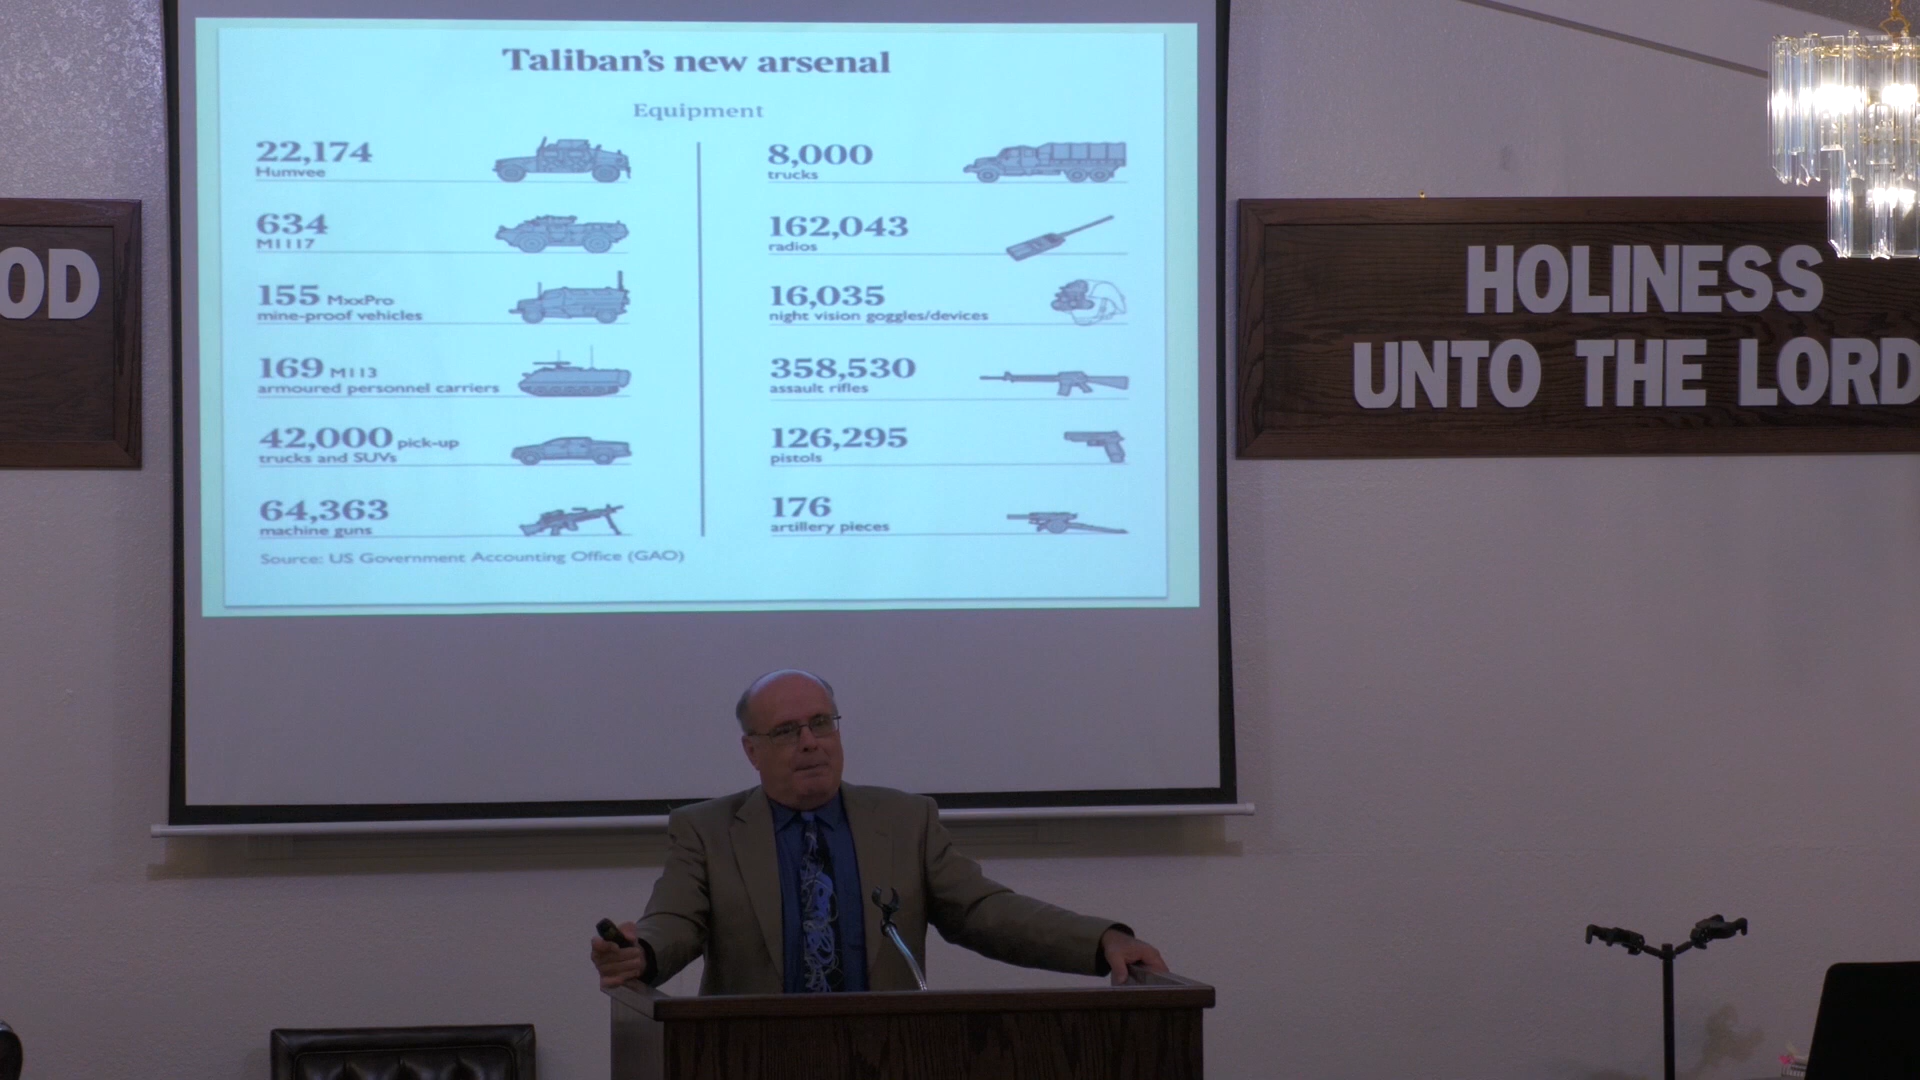 Taliban's new arsenal
Equipment
22,174
Humvee
634
M1117
155 MxxPro
mine-proof vehicles
169 M113
armoured personnel carriers
42,000 pick-up
trucks and SUVs
64,363
machine guns
8,000
trucks
162,043
radios
16,035
night vision goggles/devices
358,530
assault rifles
126,295
pistols
176
artillery pieces
Source: US Government Accounting Office (GAO)
OD
HOLINESS
UNTO THE LORD